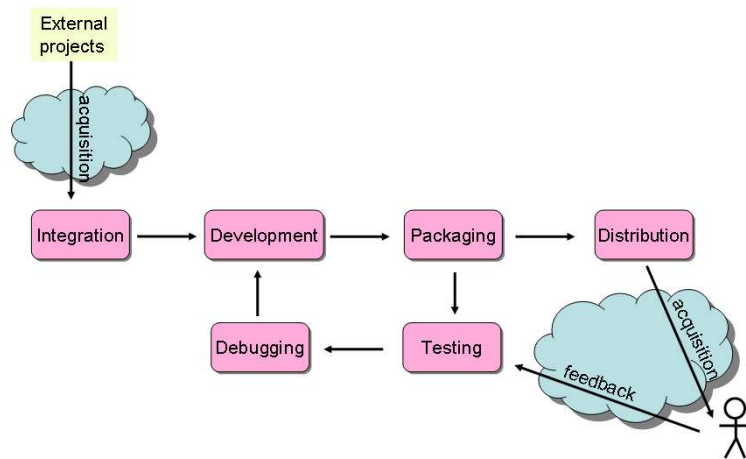 External
projects
acquisition
Integration
Development
Packaging
Distribution
Debugging
Testing
acquisition
feedback